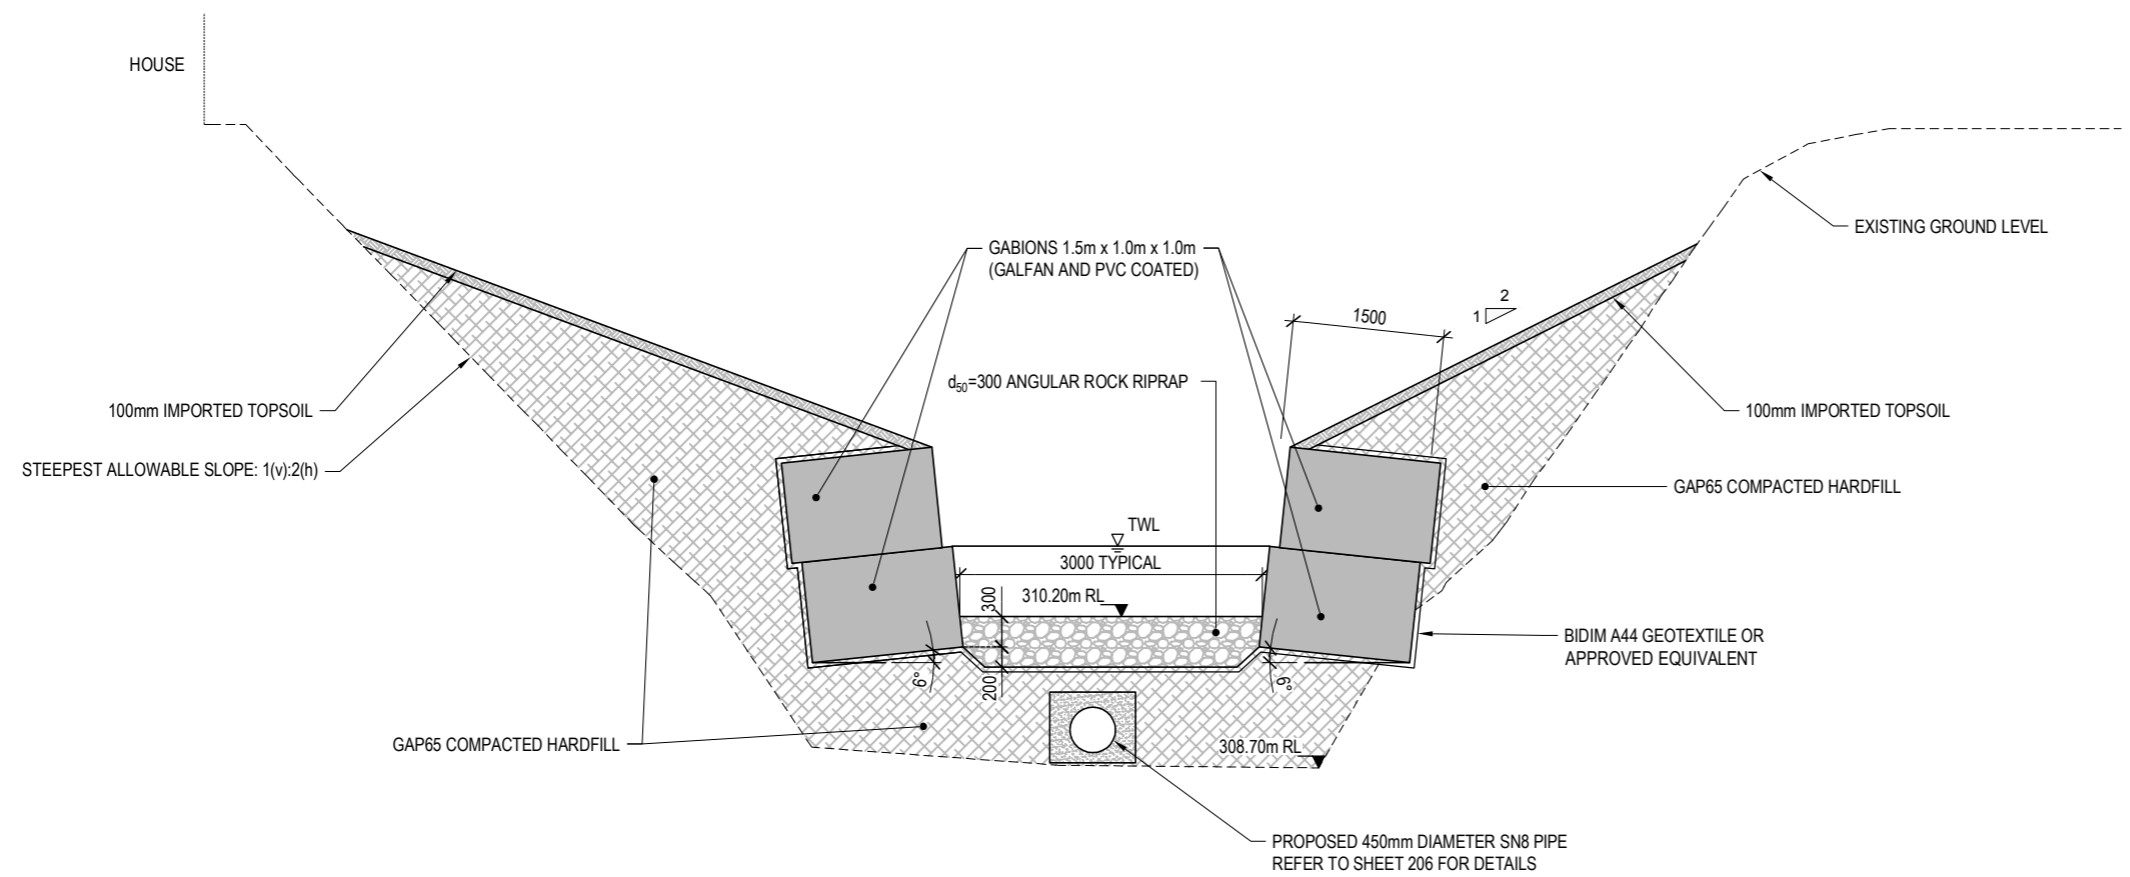 HOUSE
EXISTING GROUND LEVEL
GABIONS 1.5m x 1.0m x 1.0m
(GALFAN AND PVC COATED)
2
1
1500
d50=300 ANGULAR ROCK RIPRAP
100mm IMPORTED TOPSOIL
100mm IMPORTED TOPSOIL
STEEPEST ALLOWABLE SLOPE: 1(v):2(h)
GAP65 COMPACTED HARDFILL
TWL
3000 TYPICAL
300
310.20m RL
BIDIM A44 GEOTEXTILE OR
APPROVED EQUIVALENT
6°
200
6°
GAP65 COMPACTED HARDFILL
308.70m RL
PROPOSED 450mm DIAMETER SN8 PIPE
REFER TO SHEET 206 FOR DETAILS